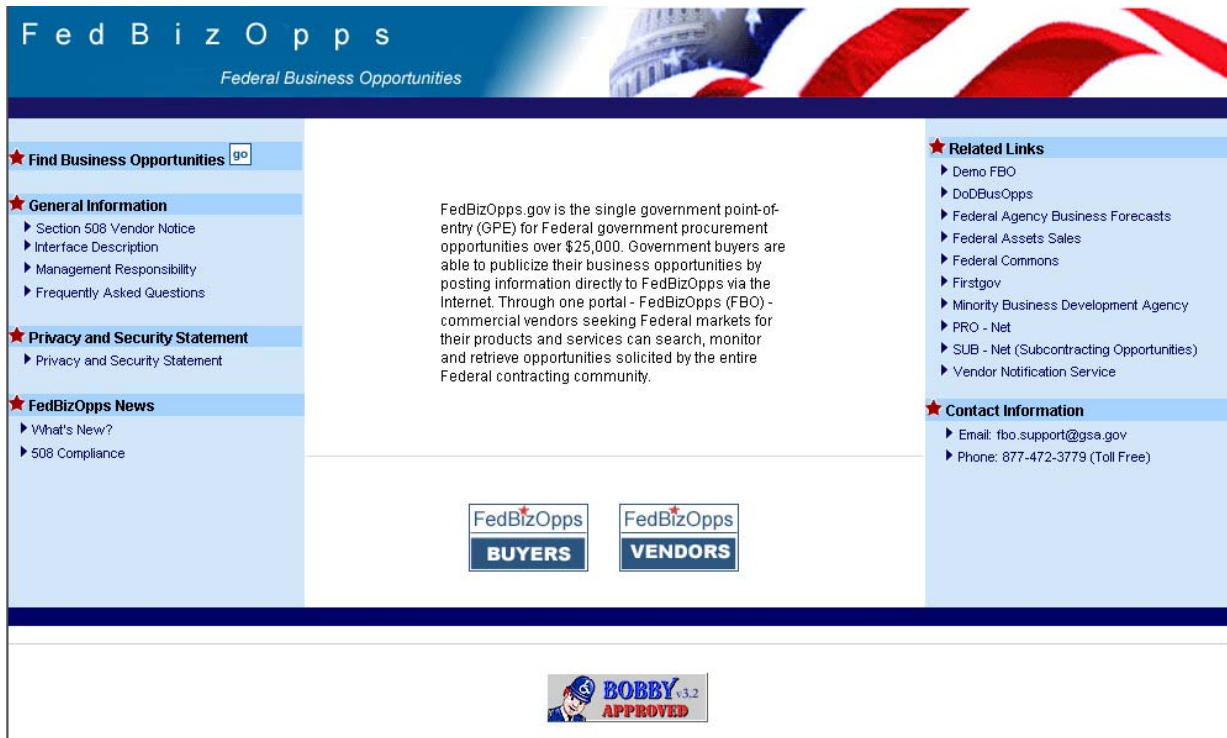 FedBizOpps
Federal Business Opportunities
Find Business Opportunities go
General Information
Section 508 Vendor Notice
Interface Description
Management Responsibility
Frequently Asked Questions
Privacy and Security Statement
Privacy and Security Statement
FedBizOpps News
What's New?
508 Compliance
FedBizOpps.gov is the single government point-of-
entry (GPE) for Federal government procurement
opportunities over $25,000. Government buyers are
able to publicize their business opportunities by
posting information directly to FedBizOpps via the
Internet. Through one portal - FedBizOpps (FBO) -
commercial vendors seeking Federal markets for
their products and services can search, monitor
and retrieve opportunities solicited by the entire
Federal contracting community.
FedBizOpps
BUYERS
FedBizOpps
VENDORS
Related Links
Demo FBO
DoDBusOpps
Federal Agency Business Forecasts
Federal Assets Sales
Federal Commons
Firstgov
Minority Business Development Agency
PRO - Net
SUB - Net (Subcontracting Opportunities)
Vendor Notification Service
Contact Information
Email: fbo.support@gsa.gov
Phone: 877-472-3779 (Toll Free)
BOBBY v3.2
APPROVED